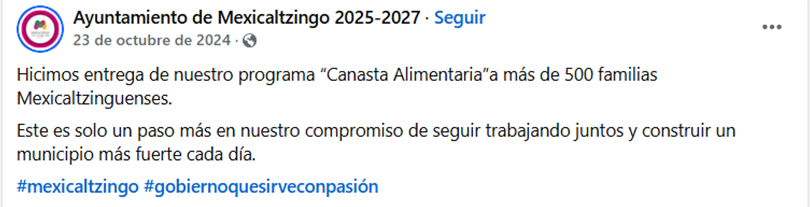 Ayuntamiento de Mexicaltzingo 2025-2027 · Seguir
23 de octubre de 2024 ·
Hicimos entrega de nuestro programa “Canasta Alimentaria”a más de 500 familias
Mexicaltzinguenses.
Este es solo un paso más en nuestro compromiso de seguir trabajando juntos y construir un
municipio más fuerte cada día.
#mexicaltzingo #gobiernoquesirveconpasión